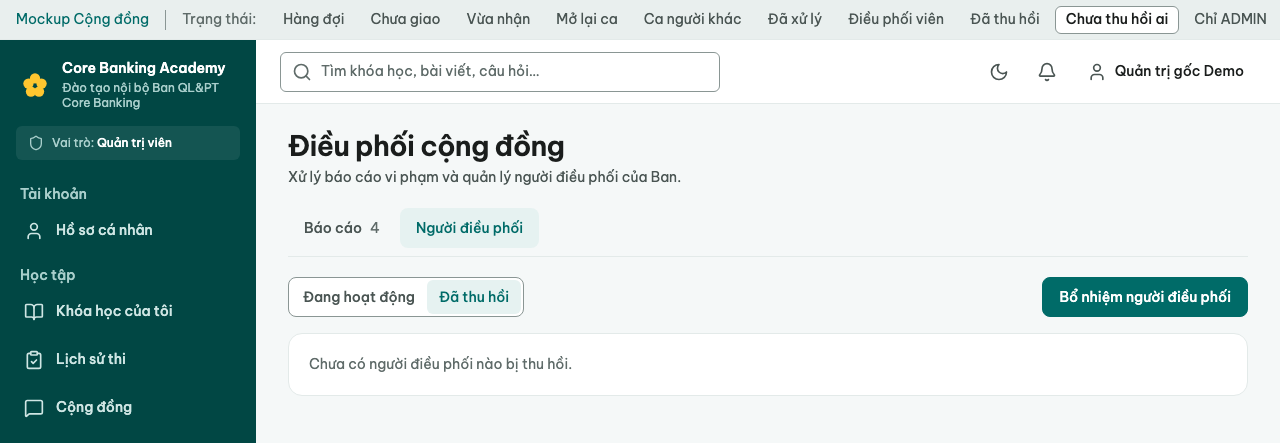 Mockup Cộng đồng
Trạng thái:
Hàng đợi
Chưa giao
Vừa nhận
Mở lại ca
Ca người khác
Đã xử lý
Điều phối viên
Đã thu hồi
Chưa thu hồi ai
Chỉ ADMIN
Core Banking Academy
Đào tạo nội bộ Ban QL&PT
Core Banking
Vai trò: Quản trị viên
Tài khoản
Hồ sơ cá nhân
Học tập
Khóa học của tôi
Lịch sử thi
Cộng đồng
Tìm khóa học, bài viết, câu hỏi...
Quản trị gốc Demo
Điều phối cộng đồng
Xử lý báo cáo vi phạm và quản lý người điều phối của Ban.
Báo cáo 4
Người điều phối
Đang hoạt động
Đã thu hồi
Bổ nhiệm người điều phối
Chưa có người điều phối nào bị thu hồi.